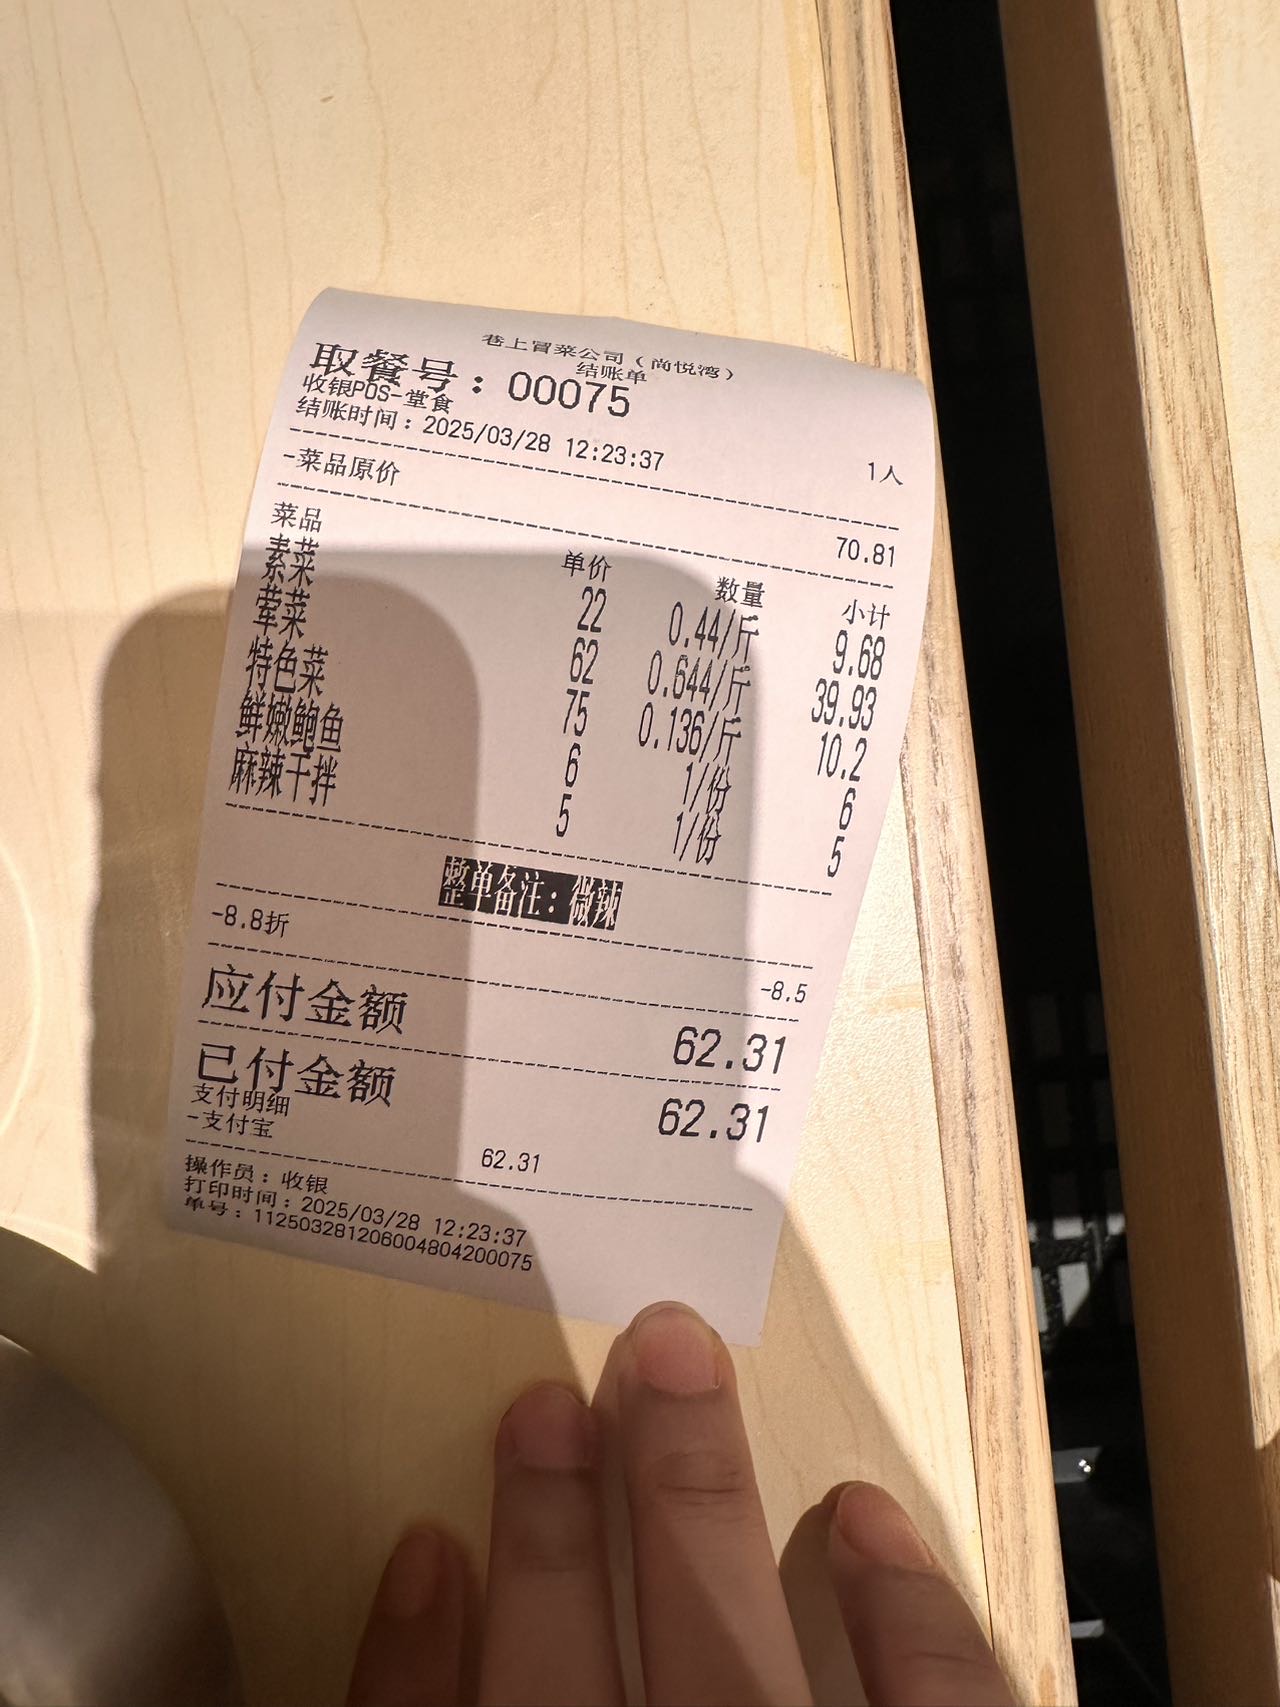 巷上冒菜公司（尚悦湾）
结账单
取餐号：00075
收银POS-堂食
结账时间：2025/03/28 12:23:37 1人
-菜品原价 70.81
菜品 单价 数量 小计
素菜 22 0.44/斤 9.68
荤菜 62 0.644/斤 39.93
特色菜 75 0.136/斤 10.2
鲜嫩鲍鱼 6 1/份 6
麻辣干拌 5 1/份 5
整单备注：微辣
-8.8折 -8.5
应付金额 62.31
已付金额 62.31
支付明细
-支付宝 62.31
操作员：收银
打印时间：2025/03/28 12:23:37
单号：112503281206004804200075